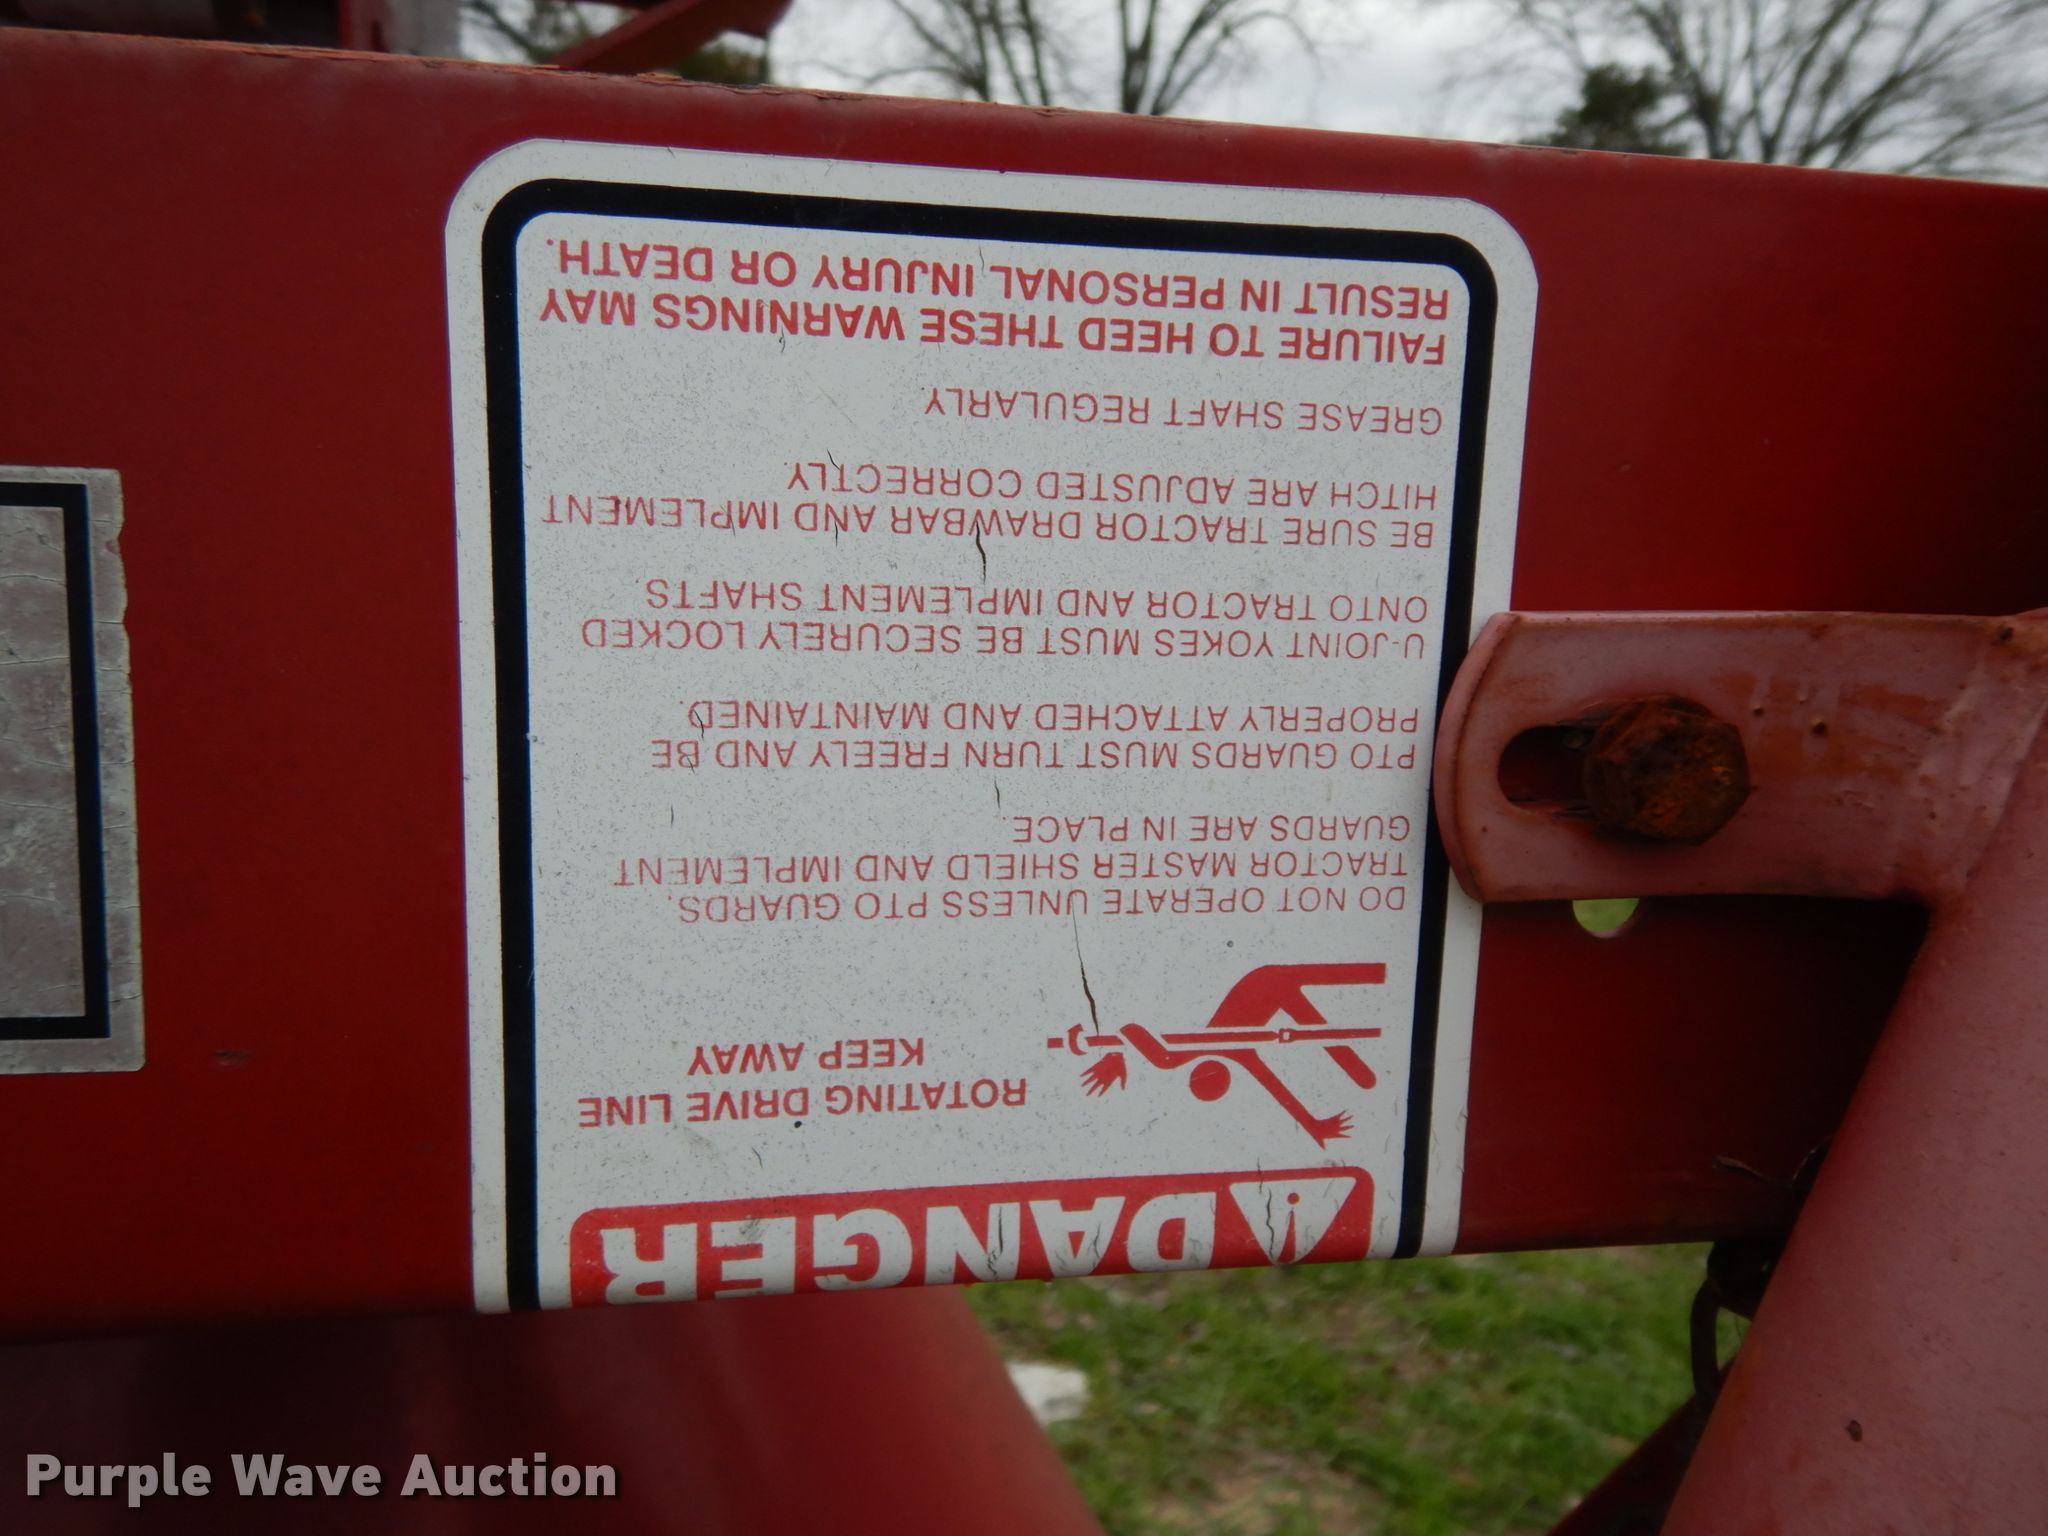 DANGER
ROTATING DRIVE LINE
KEEP AWAY
DO NOT OPERATE UNLESS PTO GUARDS,
TRACTOR MASTER SHIELD AND IMPLEMENT
GUARDS ARE IN PLACE.
PTO GUARDS MUST TURN FREELY AND BE
PROPERLY ATTACHED AND MAINTAINED.
U-JOINT YOKES MUST BE SECURELY LOCKED
ONTO TRACTOR AND IMPLEMENT SHAFTS.
BE SURE TRACTOR DRAWBAR AND IMPLEMENT
HITCH ARE ADJUSTED CORRECTLY.
GREASE SHAFT REGULARLY.
FAILURE TO HEED THESE WARNINGS MAY
RESULT IN PERSONAL INJURY OR DEATH.
Purple Wave Auction